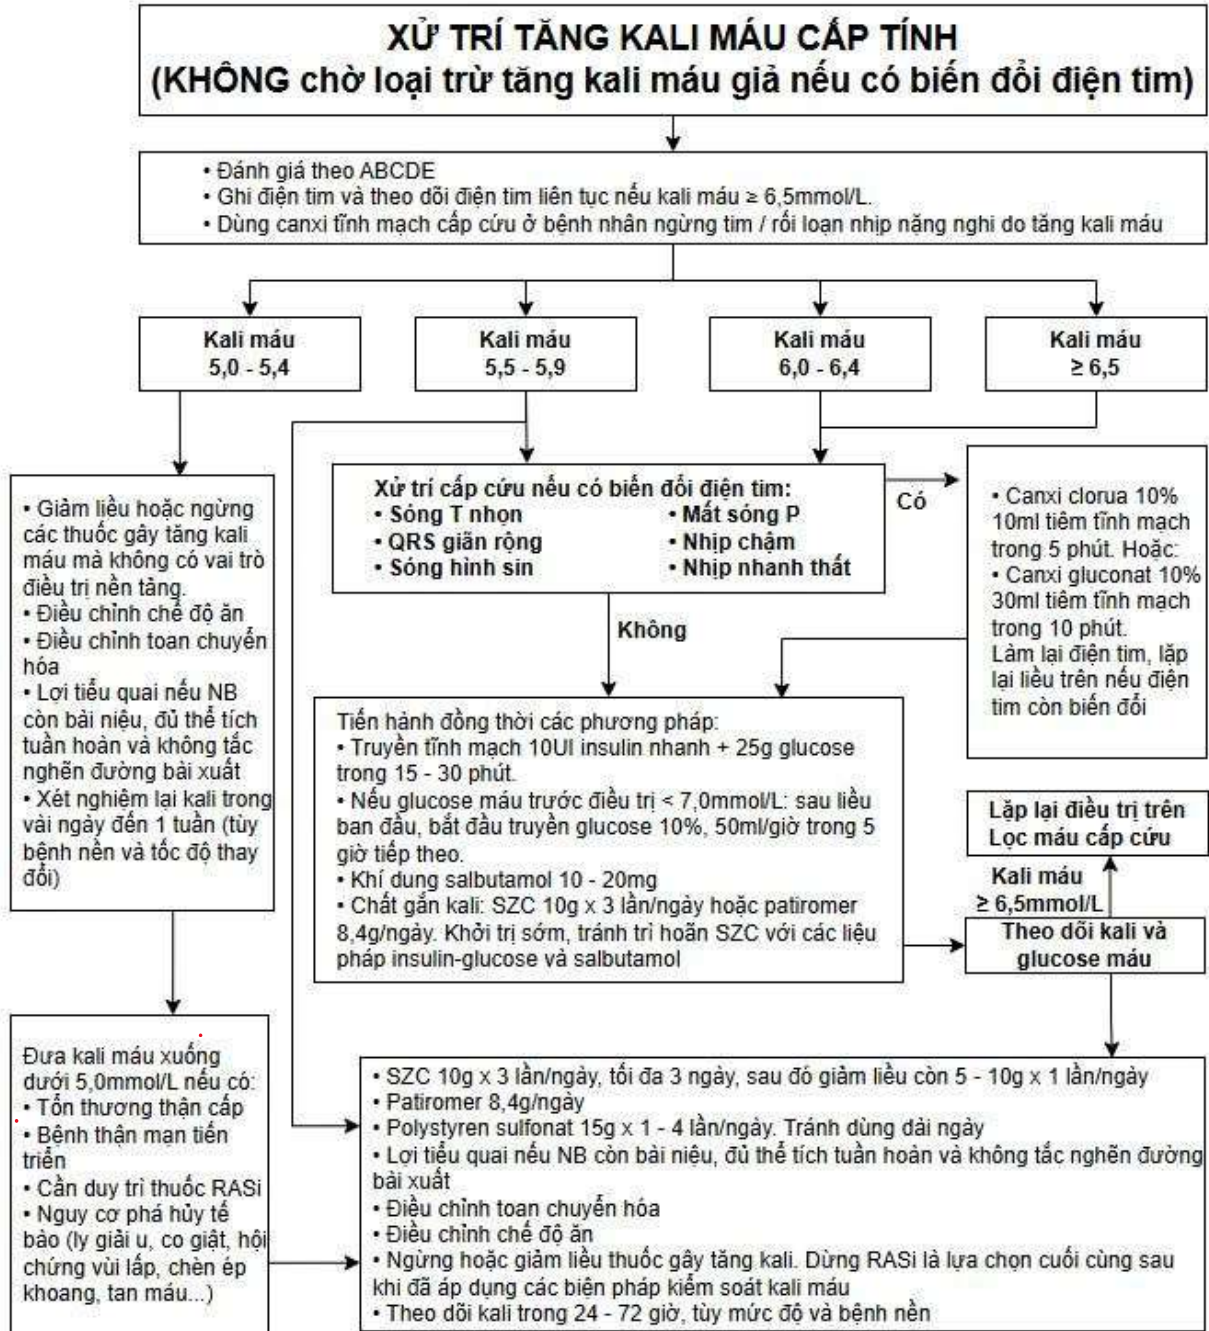 XỬ TRÍ TĂNG KALI MÁU CẤP TÍNH
(KHÔNG chờ loại trừ tăng kali máu giả nếu có biến đổi điện tim)
• Đánh giá theo ABCDE
• Ghi điện tim và theo dõi điện tim liên tục nếu kali máu ≥ 6,5mmol/L.
• Dùng canxi tĩnh mạch cấp cứu ở bệnh nhân ngừng tim / rối loạn nhịp nặng nghi do tăng kali máu
Kali máu
5,0 - 5,4
Kali máu
5,5 - 5,9
Kali máu
6,0 - 6,4
Kali máu
≥ 6,5
• Giảm liều hoặc ngừng
các thuốc gây tăng kali
máu mà không có vai trò
điều trị nền tảng.
• Điều chỉnh chế độ ăn
• Điều chỉnh toan chuyển
hóa
• Lợi tiểu quai nếu NB
còn bài niệu, đủ thể tích
tuần hoàn và không tắc
nghẽn đường bài xuất
• Xét nghiệm lại kali trong
vài ngày đến 1 tuần (tùy
bệnh nền và tốc độ thay
đổi)
Xử trí cấp cứu nếu có biến đổi điện tim:
• Sóng T nhọn
• QRS giãn rộng
• Sóng hình sin
• Mất sóng P
• Nhịp chậm
• Nhịp nhanh thất
Có
• Canxi clorua 10%
10ml tiêm tĩnh mạch
trong 5 phút. Hoặc:
• Canxi gluconat 10%
30ml tiêm tĩnh mạch
trong 10 phút.
Làm lại điện tim, lặp
lại liều trên nếu điện
tim còn biến đổi
Không
Tiến hành đồng thời các phương pháp:
• Truyền tĩnh mạch 10UI insulin nhanh + 25g glucose
trong 15 - 30 phút.
• Nếu glucose máu trước điều trị < 7,0mmol/L: sau liều
ban đầu, bắt đầu truyền glucose 10%, 50ml/giờ trong 5
giờ tiếp theo.
• Khí dung salbutamol 10 - 20mg
• Chất gắn kali: SZC 10g x 3 lần/ngày hoặc patiromer
8,4g/ngày. Khởi trị sớm, tránh trì hoãn SZC với các liệu
pháp insulin-glucose và salbutamol
Lặp lại điều trị trên
Lọc máu cấp cứu
Kali máu
≥ 6,5mmol/L
Theo dõi kali và
glucose máu
Đưa kali máu xuống
dưới 5,0mmol/L nếu có:
• Tổn thương thận cấp
• Bệnh thận mạn tiến
triển
• Cần duy trì thuốc RASi
• Nguy cơ phá hủy tế
bào (ly giải u, co giật, hội
chứng vùi lấp, chèn ép
khoang, tan máu...)
• SZC 10g x 3 lần/ngày, tối đa 3 ngày, sau đó giảm liều còn 5 - 10g x 1 lần/ngày
• Patiromer 8,4g/ngày
• Polystyren sulfonat 15g x 1 - 4 lần/ngày. Tránh dùng dài ngày
• Lợi tiểu quai nếu NB còn bài niệu, đủ thể tích tuần hoàn và không tắc nghẽn đường
bài xuất
• Điều chỉnh toan chuyển hóa
• Điều chỉnh chế độ ăn
• Ngừng hoặc giảm liều thuốc gây tăng kali. Dừng RASi là lựa chọn cuối cùng sau
khi đã áp dụng các biện pháp kiểm soát kali máu
• Theo dõi kali trong 24 - 72 giờ, tùy mức độ và bệnh nền